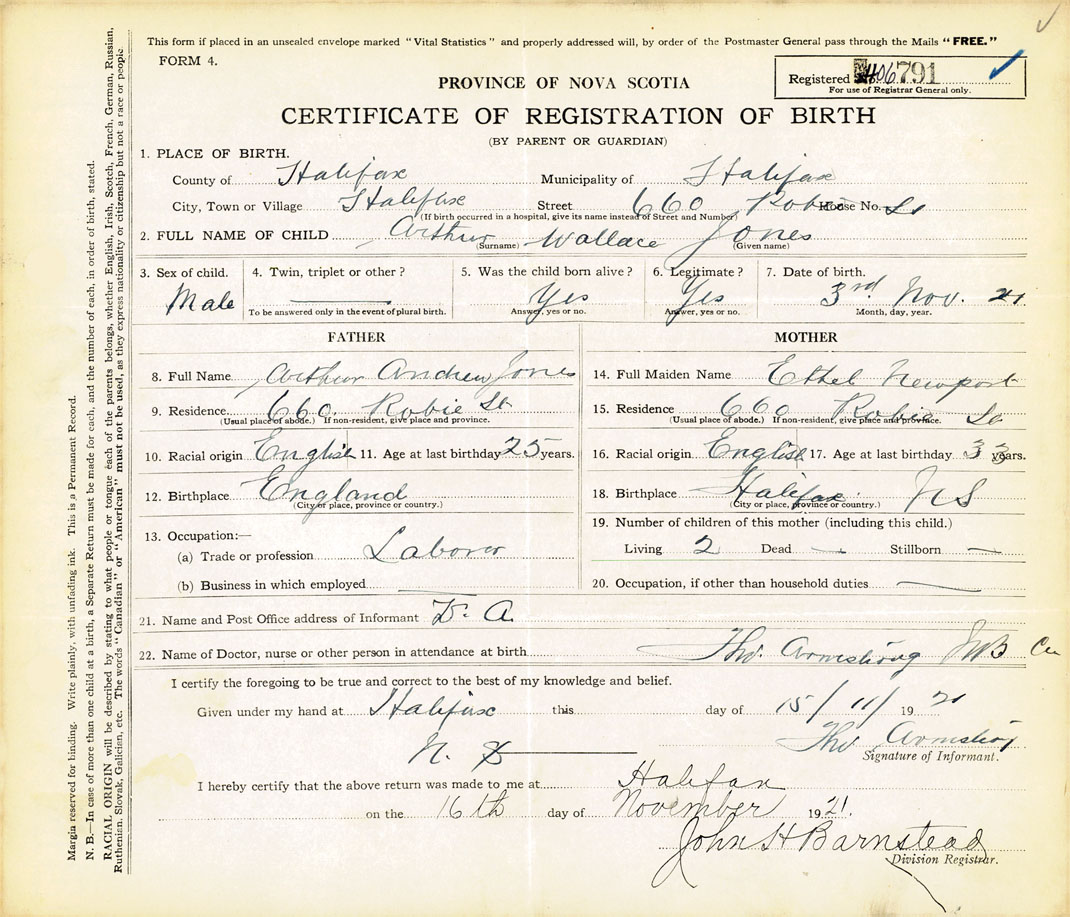 This form if placed in an unsealed envelope marked "Vital Statistics" and properly addressed will, by order of the Postmaster General pass through the Mails "FREE."
FORM 4.
Registered No. 406791
For use of Registrar General only.
PROVINCE OF NOVA SCOTIA
CERTIFICATE OF REGISTRATION OF BIRTH
(BY PARENT OR GUARDIAN)
1. PLACE OF BIRTH.
County of Halifax Municipality of Halifax
City, Town or Village Halifax Street 660 Robie House No. St
(If birth occurred in a hospital, give its name instead of Street and Number)
2. FULL NAME OF CHILD Arthur Wallace Jones
(Surname) (Given name)
3. Sex of child. 4. Twin, triplet or other? 5. Was the child born alive? 6. Legitimate? 7. Date of birth.
Male Yes Yes 3rd Nov. 21
To be answered only in the event of plural birth. Answer, yes or no. Answer, yes or no. Month, day, year.
FATHER
8. Full Name Arthur Andrew Jones
9. Residence 660 Robie St
(Usual place of abode.) If non-resident, give place and province.
10. Racial origin English 11. Age at last birthday 25 years.
12. Birthplace England
(City or place, province or country.)
13. Occupation:—
(a) Trade or profession Laborer
(b) Business in which employed
MOTHER
14. Full Maiden Name Ethel Newport
15. Residence 660 Robie St
(Usual place of abode.) If non-resident, give place and province.
16. Racial origin English 17. Age at last birthday 33 years.
18. Birthplace Halifax NS
(City or place, province or country.)
19. Number of children of this mother (including this child.)
Living 2 Dead — Stillborn —
20. Occupation, if other than household duties
21. Name and Post Office address of Informant
22. Name of Doctor, nurse or other person in attendance at birth Tho. Armstrong
I certify the foregoing to be true and correct to the best of my knowledge and belief.
Given under my hand at Halifax this day of 15/11/1921
N. S
Tho Armstrong
Signature of Informant.
I hereby certify that the above return was made to me at Halifax
on the 16th day of November 1921.
John H Barnstead
Division Registrar.
Margin reserved for binding. Write plainly, with unfading ink. This is a Permanent Record.
N. B.—In case of more than one child at a birth, a Separate Return must be made for each, and the number of each, in order of birth, stated.
RACIAL ORIGIN will be described by stating to what people or tongue each of the parents belongs, whether English, Irish, Scotch, French, German, Russian,
Ruthenian, Slovak, Galician, etc. The words "Canadian" or "American" must not be used, as they express nationality or citizenship but not a race or people.